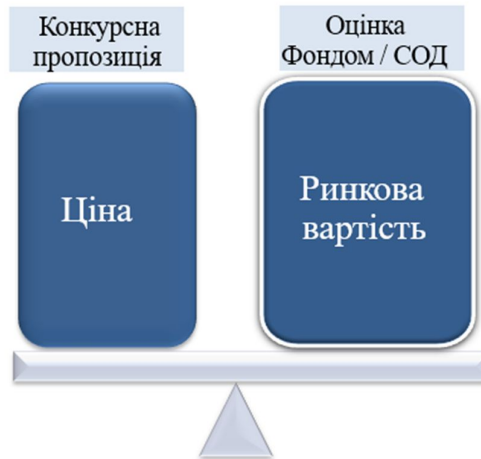 Конкурсна
пропозиція
Оцінка
Фондом / СОД
Ціна
Ринкова
вартість